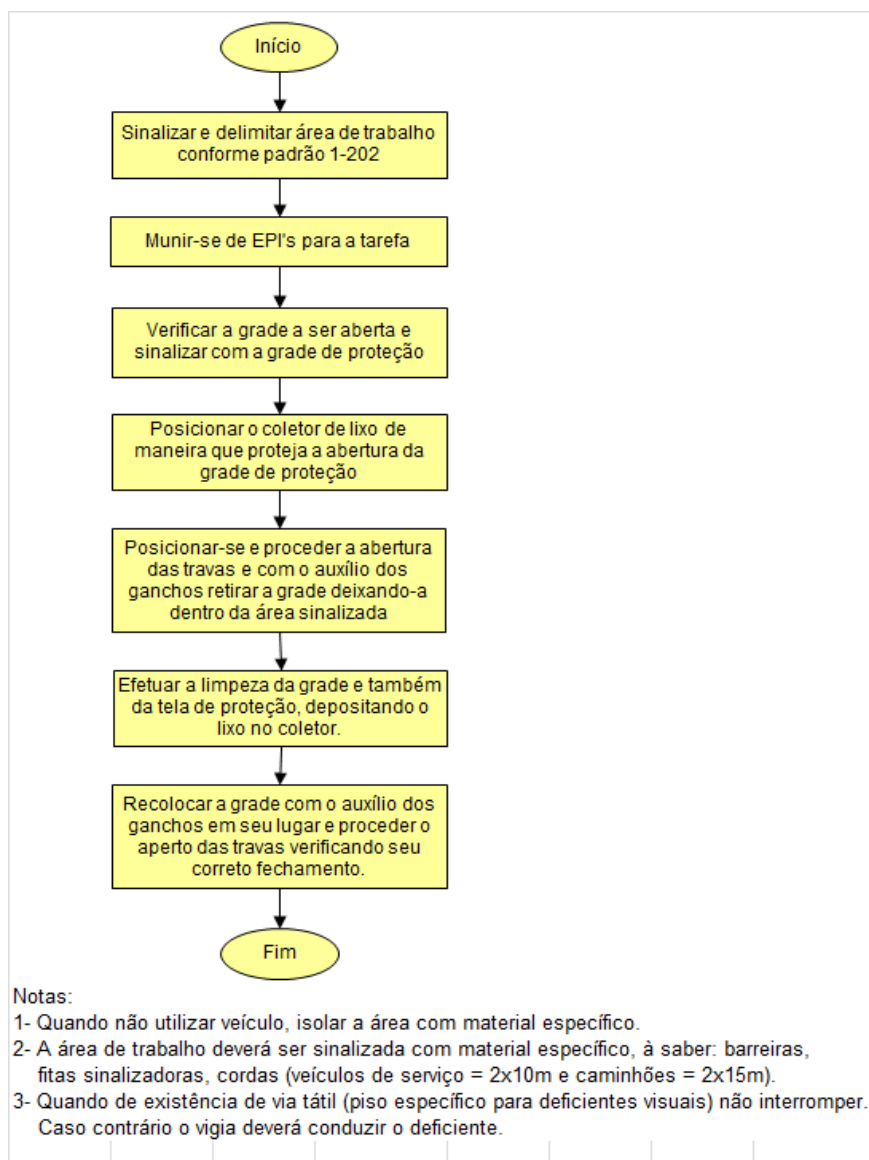 Início
Sinalizar e delimitar área de trabalho
conforme padrão 1-202
Munir-se de EPI's para a tarefa
Verificar a grade a ser aberta e
sinalizar com a grade de proteção
Posicionar o coletor de lixo de
maneira que proteja a abertura da
grade de proteção
Posicionar-se e proceder a abertura
das travas e com o auxílio dos
ganchos retirar a grade deixando-a
dentro da área sinalizada
Efetuar a limpeza da grade e também
da tela de proteção, depositando o
lixo no coletor.
Recolocar a grade com o auxílio dos
ganchos em seu lugar e proceder o
aperto das travas verificando seu
correto fechamento.
Fim
Notas:
1- Quando não utilizar veículo, isolar a área com material específico.
2- A área de trabalho deverá ser sinalizada com material específico, à saber: barreiras,
fitas sinalizadoras, cordas (veículos de serviço = 2x10m e caminhões = 2x15m).
3- Quando de existência de via tátil (piso específico para deficientes visuais) não interromper.
Caso contrário o vigia deverá conduzir o deficiente.